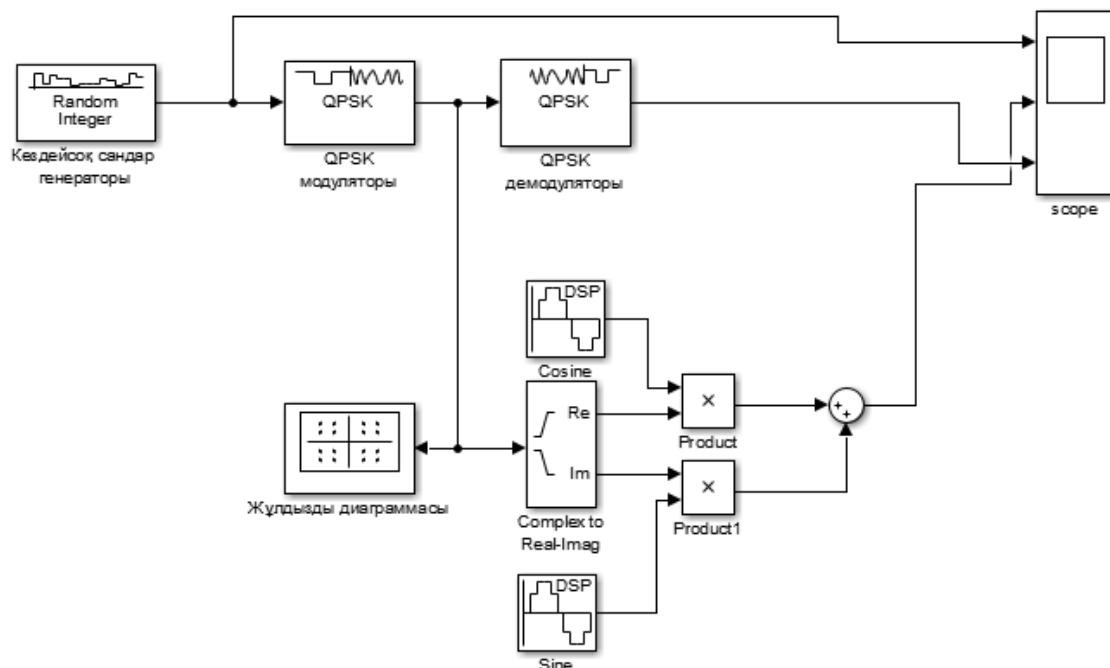 Random
Integer
Кездейсоқ сандар
генераторы
QPSK
QPSK
модуляторы
QPSK
QPSK
демодуляторы
scope
DSP
Cosine
Re
Im
Complex to
Real-Imag
×
Product
×
Product1
+
+
Жұлдызды диаграммасы
DSP
Sine